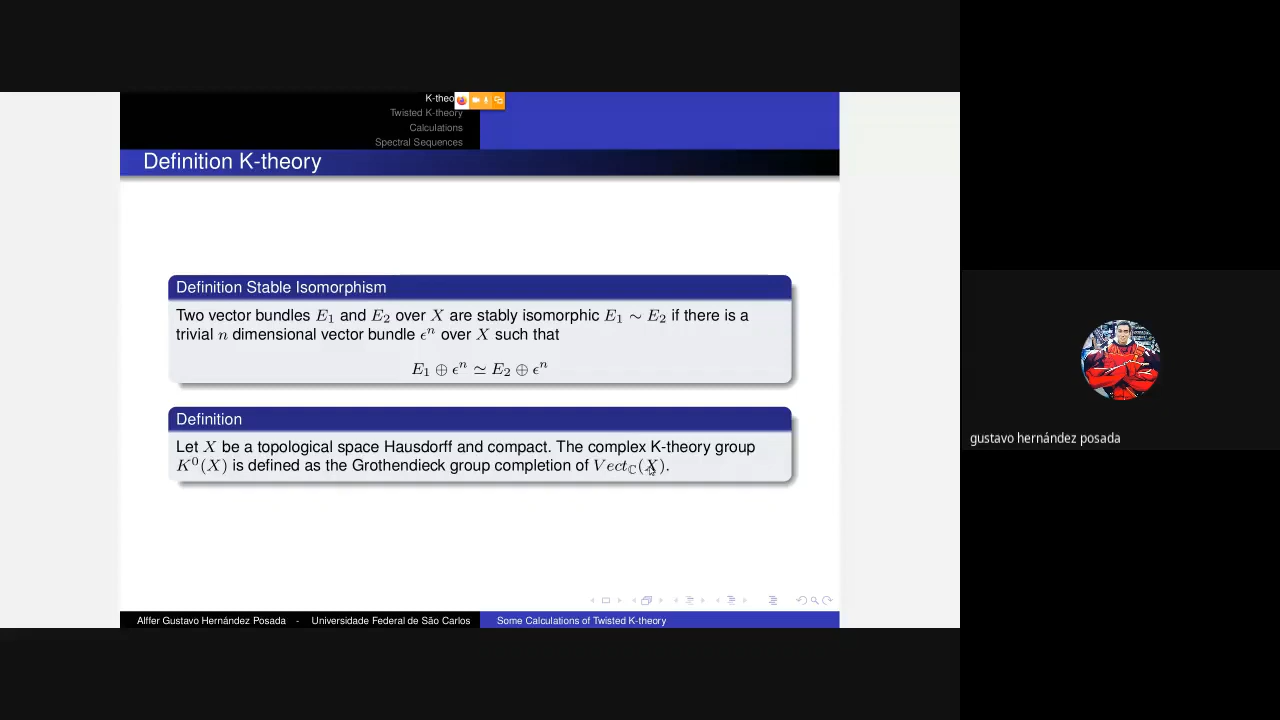 K-theo
Twisted K-theory
Calculations
Spectral Sequences
Definition K-theory
Definition Stable Isomorphism
Two vector bundles E₁ and E₂ over X are stably isomorphic E₁ ∼ E₂ if there is a
trivial n dimensional vector bundle ϵⁿ over X such that
E₁ ⊕ ϵⁿ ≃ E₂ ⊕ ϵⁿ
Definition
Let X be a topological space Hausdorff and compact. The complex K-theory group
K⁰(X) is defined as the Grothendieck group completion of Vect_ℂ(X).
gustavo hernández posada
Alffer Gustavo Hernández Posada - Universidade Federal de São Carlos Some Calculations of Twisted K-theory